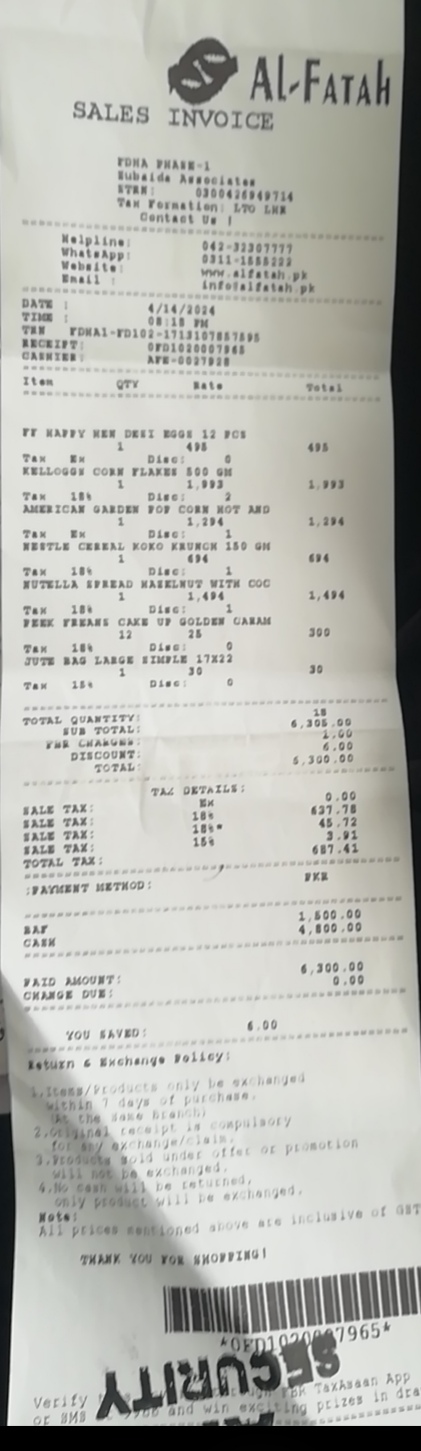 AL-FATAH
SALES INVOICE
FDHA PHASE-1
Subaida Associates
STRN: 0300426949714
Tax Formation: LTO LHR
Contact Us !
Helpline: 042-32307777
WhatsApp: 0311-1555222
Website: www.alfatah.pk
Email : info@alfatah.pk
DATE : 4/14/2024
TIME : 08:15 PM
TRN FDHA1-FD102-1713107857595
RECEIPT: 0FD1020007965
CASHIER: AFE-0027925
Item QTY Rate Total
FF HAPPY HEN DESI EGGS 12 PCS
1 495 495
Tax Ex Disc: 0
KELLOGGS CORN FLAKES 500 GM
1 1,993 1,993
Tax 18% Disc: 2
AMERICAN GARDEN POP CORN HOT AND
1 1,294 1,294
Tax Ex Disc: 1
NESTLE CEREAL KOKO KRUNCH 150 GM
1 694 694
Tax 18% Disc: 1
NUTELLA SPREAD HAZELNUT WITH COC
1 1,494 1,494
Tax 18% Disc: 1
PEEK FREANS CAKE UP GOLDEN CARAM
12 25 300
Tax 18% Disc: 0
JUTE BAG LARGE SIMPLE 17X22
1 30 30
Tax 15% Disc: 0
TOTAL QUANTITY: 18
SUB TOTAL: 6,305.00
FBR CHARGES: 1.00
DISCOUNT: 6.00
TOTAL: 6,300.00
TAX DETAILS:
SALE TAX: Ex 0.00
SALE TAX: 18% 637.78
SALE TAX: 18%* 45.72
SALE TAX: 15% 3.91
TOTAL TAX: 687.41
:PAYMENT METHOD: PKR
BAF 1,500.00
CASH 4,800.00
PAID AMOUNT: 6,300.00
CHANGE DUE: 0.00
YOU SAVED: 6.00
Return & Exchange Policy:
1.Items/Products only be exchanged
within 7 days of purchase.
(At the same branch)
2.Original receipt is compulsory
for any exchange/claim.
3.Products sold under offer or promotion
will not be exchanged.
4.No cash will be returned,
only product will be exchanged.
Note:
All prices mentioned above are inclusive of GST
THANK YOU FOR SHOPPING!
*0FD1020007965*
SECURITY
Verify through FBR TaxAsaan App
or SMS 9966 and win exciting prizes in dra